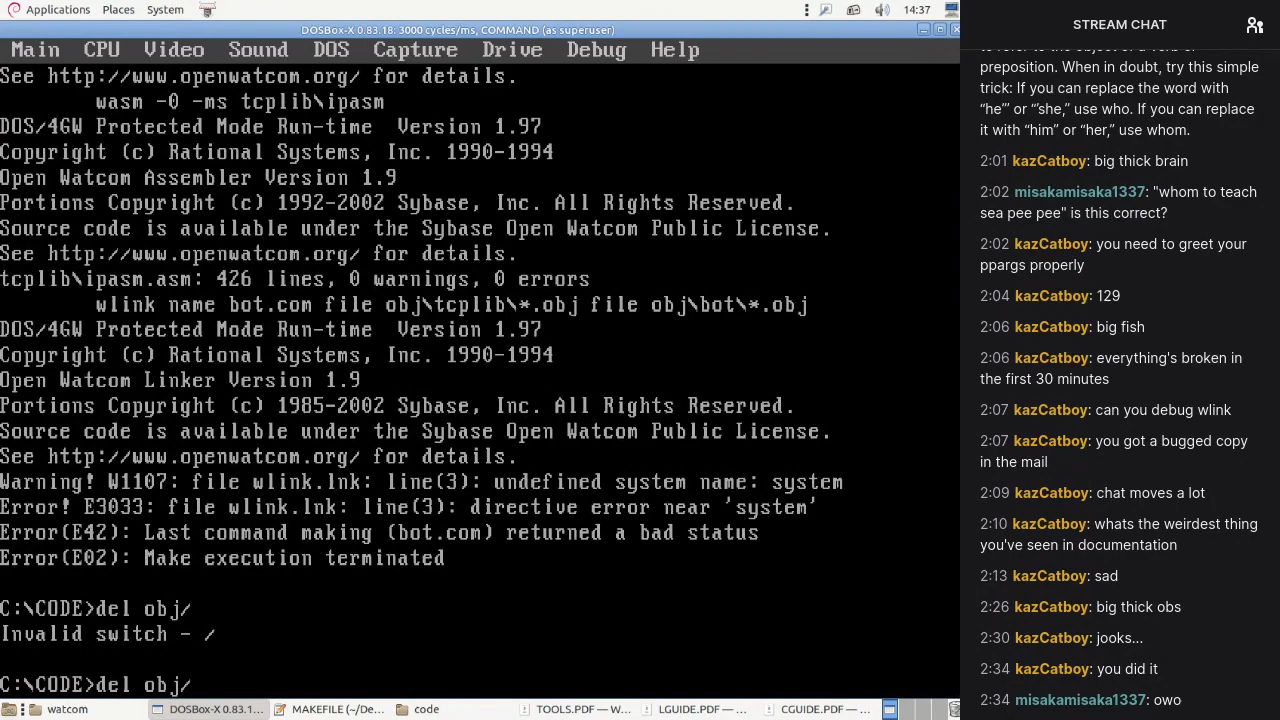 Applications Places System 14:37
DOSBox-X 0.83.18: 3000 cycles/ms, COMMAND (as superuser)
Main CPU Video Sound DOS Capture Drive Debug Help
See http://www.openwatcom.org/ for details.
wasm -0 -ms tcplib\ipasm
DOS/4GW Protected Mode Run-time Version 1.97
Copyright (c) Rational Systems, Inc. 1990-1994
Open Watcom Assembler Version 1.9
Portions Copyright (c) 1992-2002 Sybase, Inc. All Rights Reserved.
Source code is available under the Sybase Open Watcom Public License.
See http://www.openwatcom.org/ for details.
tcplib\ipasm.asm: 426 lines, 0 warnings, 0 errors
wlink name bot.com file obj\tcplib\*.obj file obj\bot\*.obj
DOS/4GW Protected Mode Run-time Version 1.97
Copyright (c) Rational Systems, Inc. 1990-1994
Open Watcom Linker Version 1.9
Portions Copyright (c) 1985-2002 Sybase, Inc. All Rights Reserved.
Source code is available under the Sybase Open Watcom Public License.
See http://www.openwatcom.org/ for details.
Warning! W1107: file wlink.lnk: line(3): undefined system name: system
Error! E3033: file wlink.lnk: line(3): directive error near 'system'
Error(E42): Last command making (bot.com) returned a bad status
Error(E02): Make execution terminated
C:\CODE>del obj/
Invalid switch - /
C:\CODE>del obj/
watcom DOSBox-X 0.83.1... MAKEFILE (~/De... code TOOLS.PDF — W... LGUIDE.PDF — ... CGUIDE.PDF — ...
STREAM CHAT
to refer to the object of a verb or
preposition. When in doubt, try this simple
trick: If you can replace the word with
“he”’ or “’she,” use who. If you can replace
it with “him” or “her,” use whom.
2:01 kazCatboy: big thick brain
2:02 misakamisaka1337: "whom to teach
sea pee pee" is this correct?
2:02 kazCatboy: you need to greet your
ppargs properly
2:04 kazCatboy: 129
2:06 kazCatboy: big fish
2:06 kazCatboy: everything's broken in
the first 30 minutes
2:07 kazCatboy: can you debug wlink
2:07 kazCatboy: you got a bugged copy
in the mail
2:09 kazCatboy: chat moves a lot
2:10 kazCatboy: whats the weirdest thing
you've seen in documentation
2:13 kazCatboy: sad
2:26 kazCatboy: big thick obs
2:30 kazCatboy: jooks...
2:34 kazCatboy: you did it
2:34 misakamisaka1337: owo